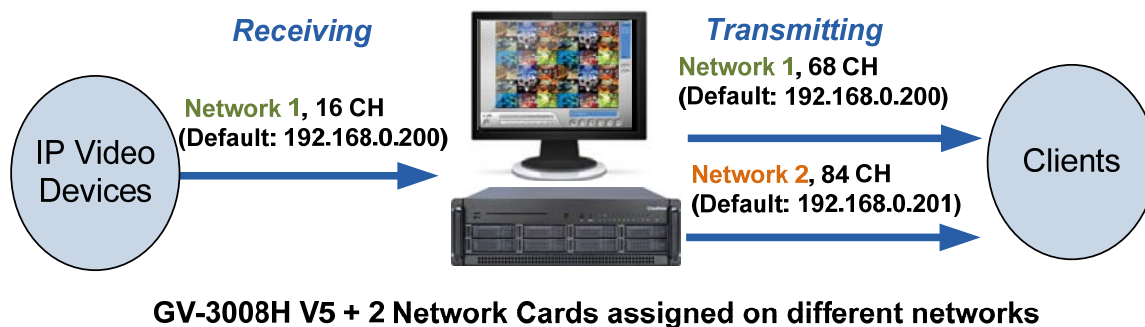 Receiving
Transmitting
IP Video
Devices
Network 1, 16 CH
(Default: 192.168.0.200)
Network 1, 68 CH
(Default: 192.168.0.200)
Network 2, 84 CH
(Default: 192.168.0.201)
Clients
GV-3008H V5 + 2 Network Cards assigned on different networks